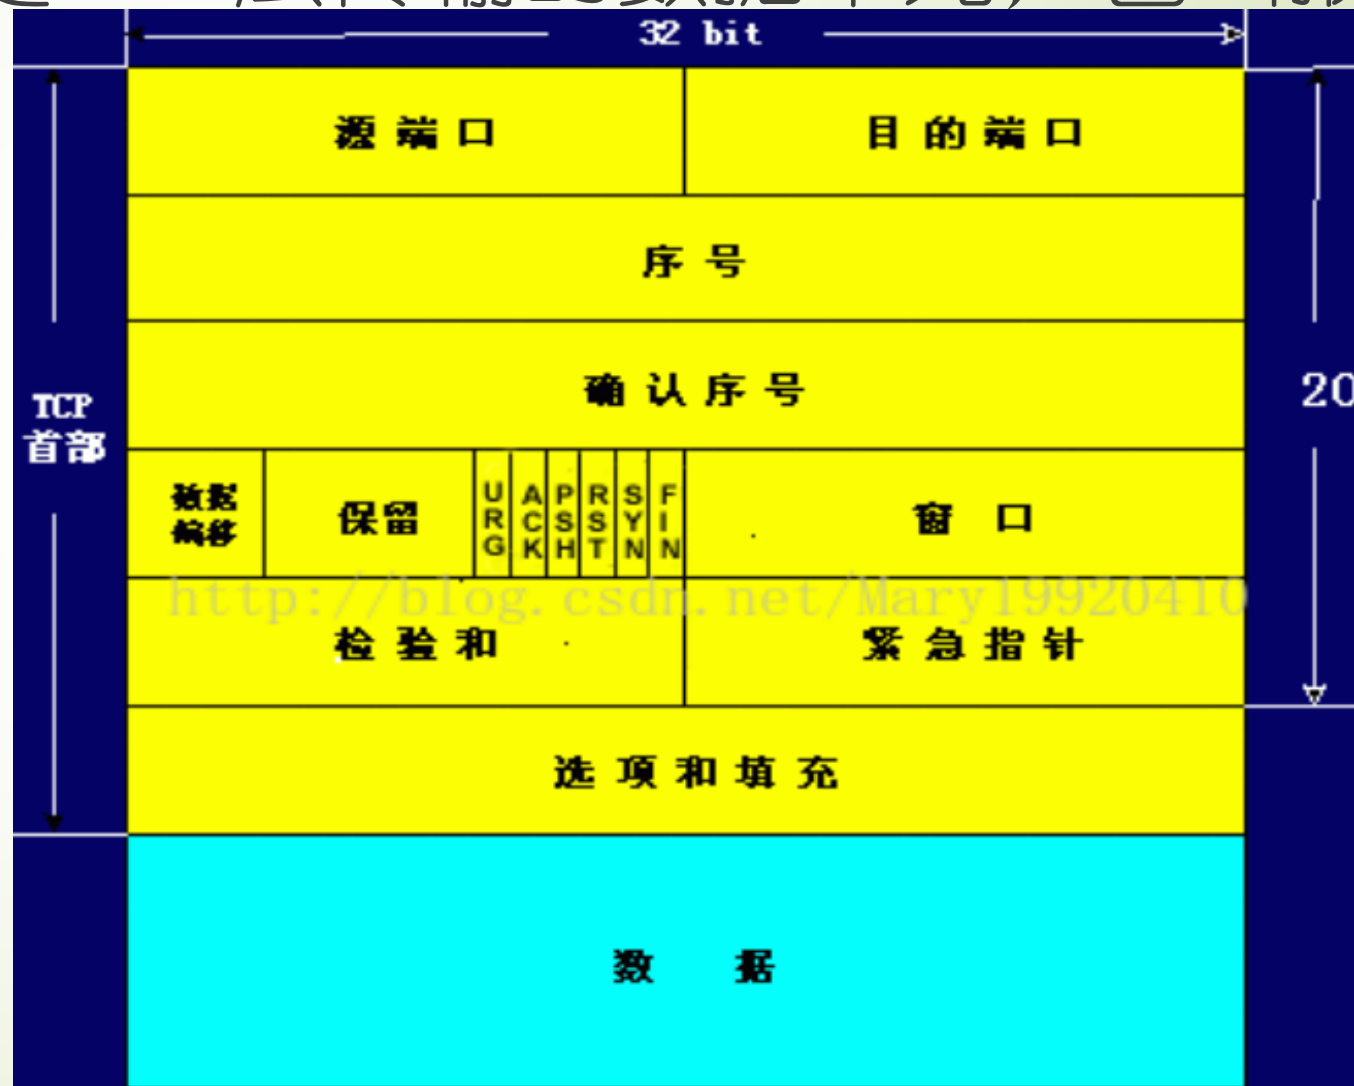 32 bit
源端口 目的端口
序号
确认序号
TCP
首部
20
数据
偏移
保留
URG
ACK
PSH
RST
SYN
FIN
窗口
http://blog.csdn.net/Mary19920410
检验和 紧急指针
选项和填充
数据